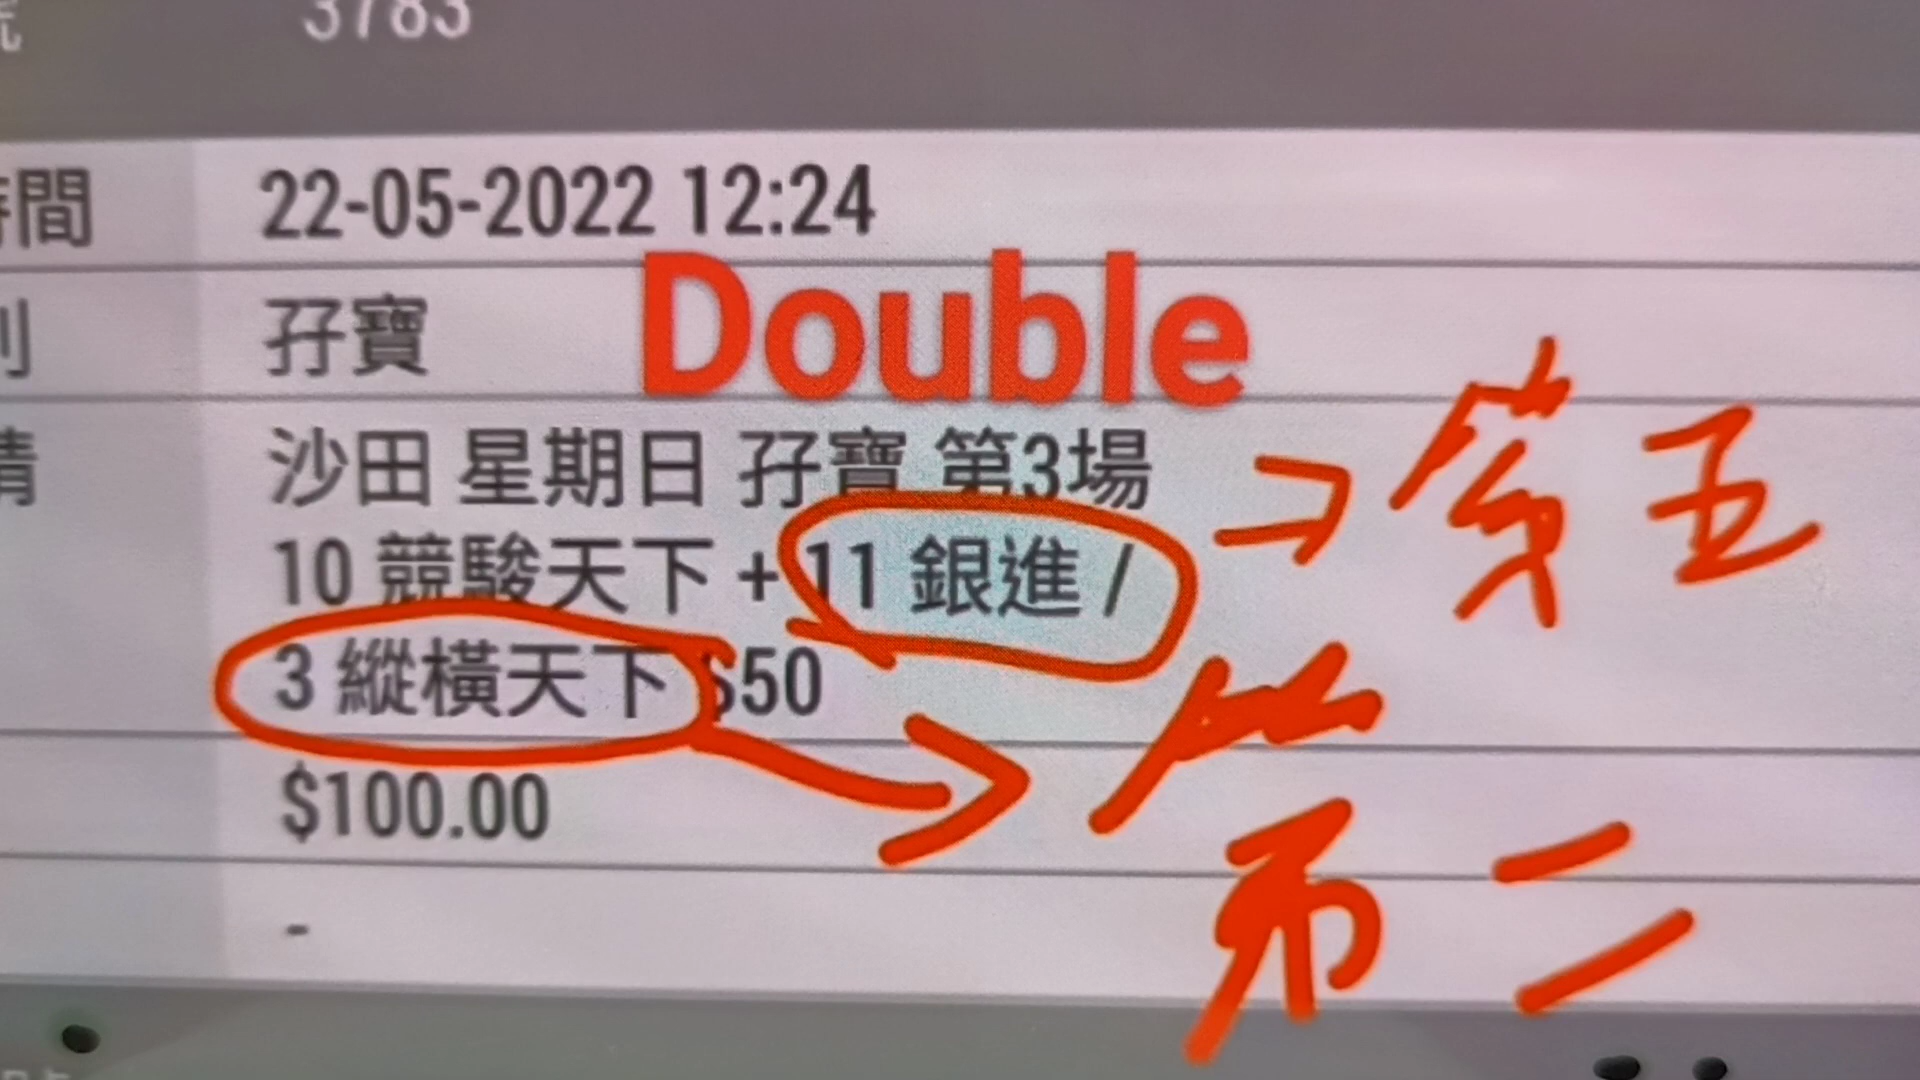 3783
時間 22-05-2022 12:24
別 孖寶
Double
情 沙田 星期日 孖寶 第3場
10 競駿天下 + 11 銀進 /
第五
3 縱橫天下 $50
第二
$100.00
-